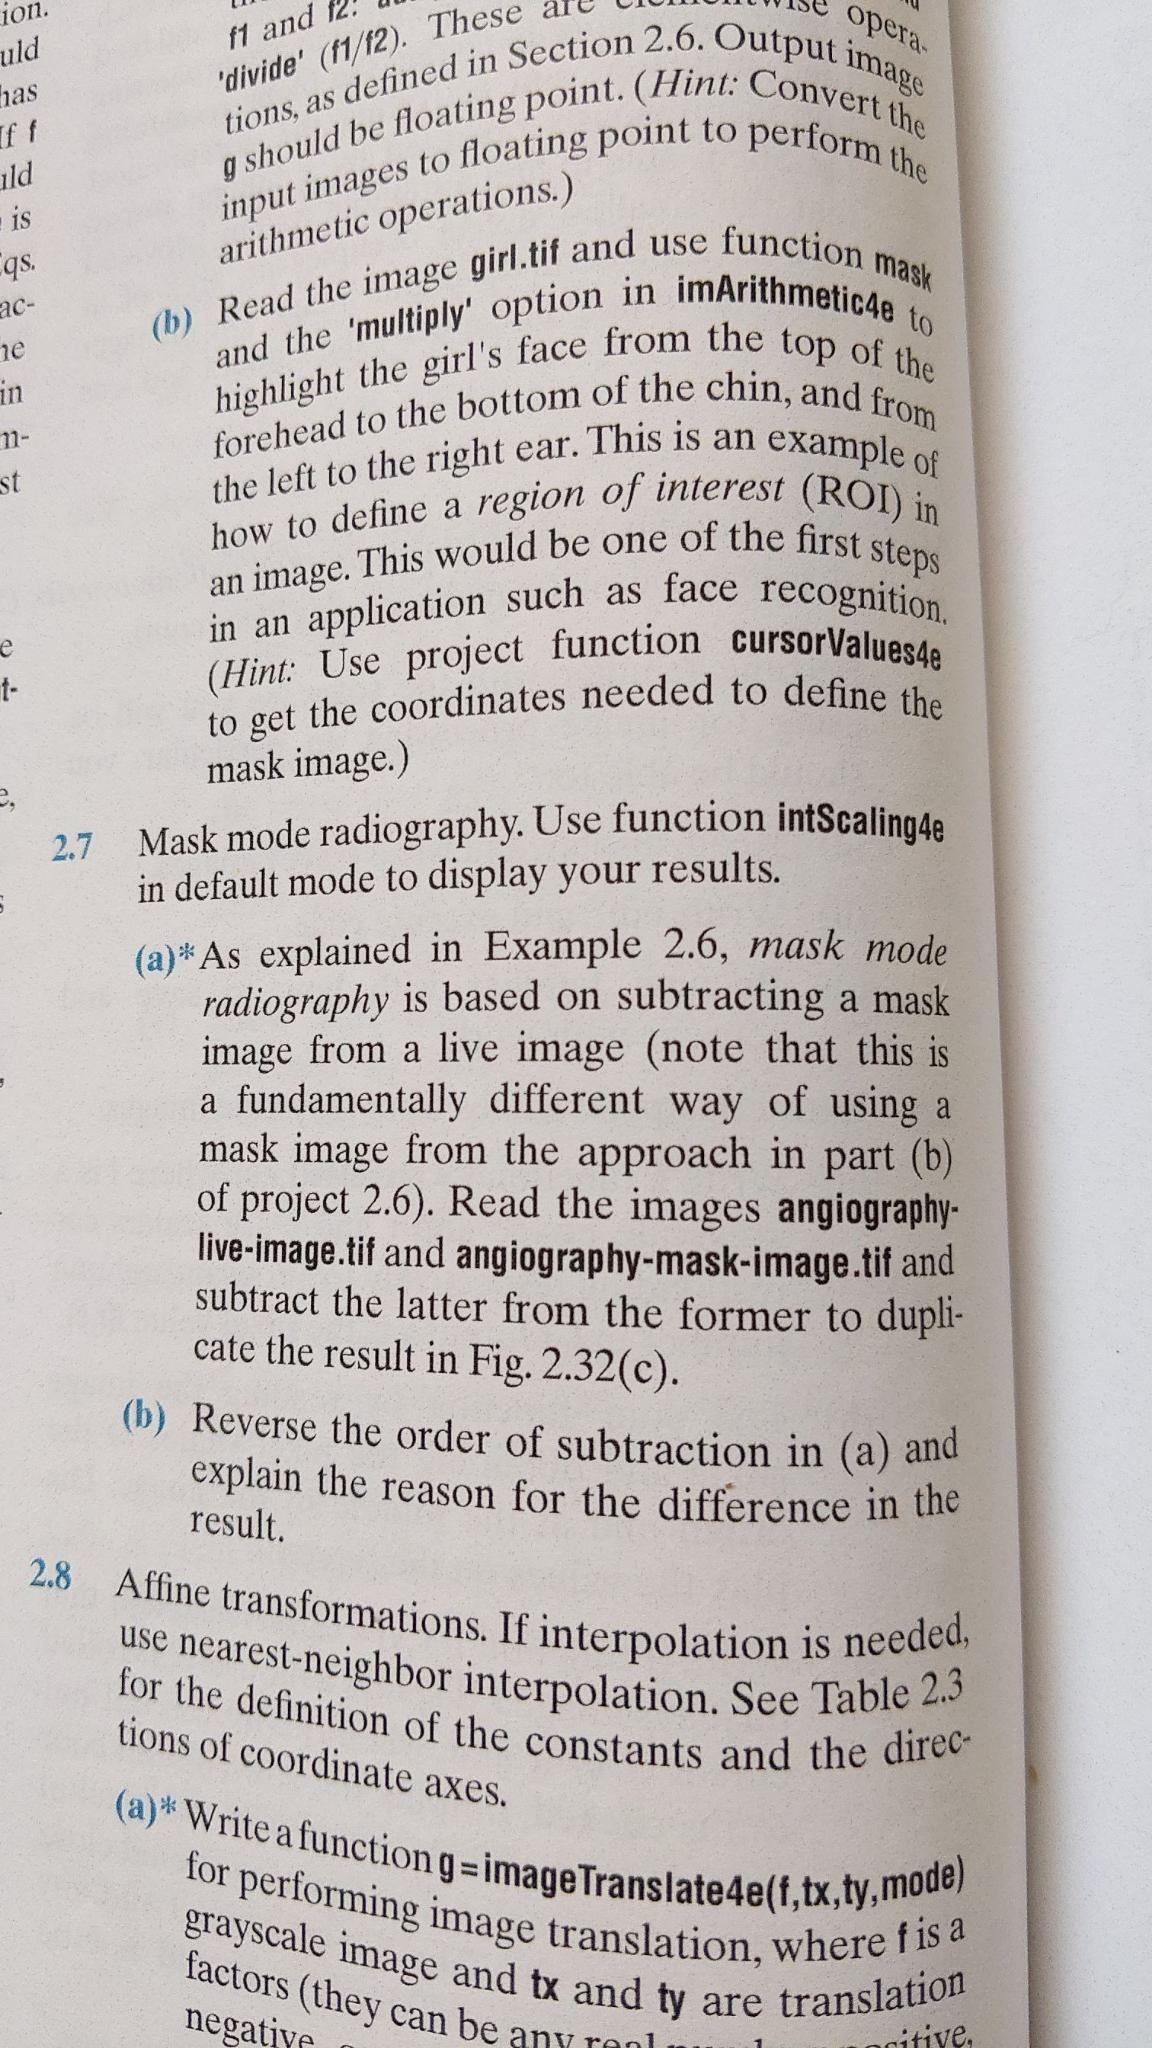 ion.
uld
has
If f
uld
is
Eqs.
ac-
he
in
m-
st
e
t-
e,
s
f1 and f2:
'divide' (f1/f2). These are elementwise opera-
tions, as defined in Section 2.6. Output image
g should be floating point. (Hint: Convert the
input images to floating point to perform the
arithmetic operations.)
(b) Read the image girl.tif and use function mask
and the 'multiply' option in imArithmetic4e to
highlight the girl's face from the top of the
forehead to the bottom of the chin, and from
the left to the right ear. This is an example of
how to define a region of interest (ROI) in
an image. This would be one of the first steps
in an application such as face recognition.
(Hint: Use project function cursorValues4e
to get the coordinates needed to define the
mask image.)
2.7 Mask mode radiography. Use function intScaling4e
in default mode to display your results.
(a)* As explained in Example 2.6, mask mode
radiography is based on subtracting a mask
image from a live image (note that this is
a fundamentally different way of using a
mask image from the approach in part (b)
of project 2.6). Read the images angiography-
live-image.tif and angiography-mask-image.tif and
subtract the latter from the former to dupli-
cate the result in Fig. 2.32(c).
(b) Reverse the order of subtraction in (a) and
explain the reason for the difference in the
result.
2.8 Affine transformations. If interpolation is needed,
use nearest-neighbor interpolation. See Table 2.3
for the definition of the constants and the direc-
tions of coordinate axes.
(a)* Write a function g=imageTranslate4e(f,tx,ty,mode)
for performing image translation, where f is a
grayscale image and tx and ty are translation
factors (they can be any real positive,
negative